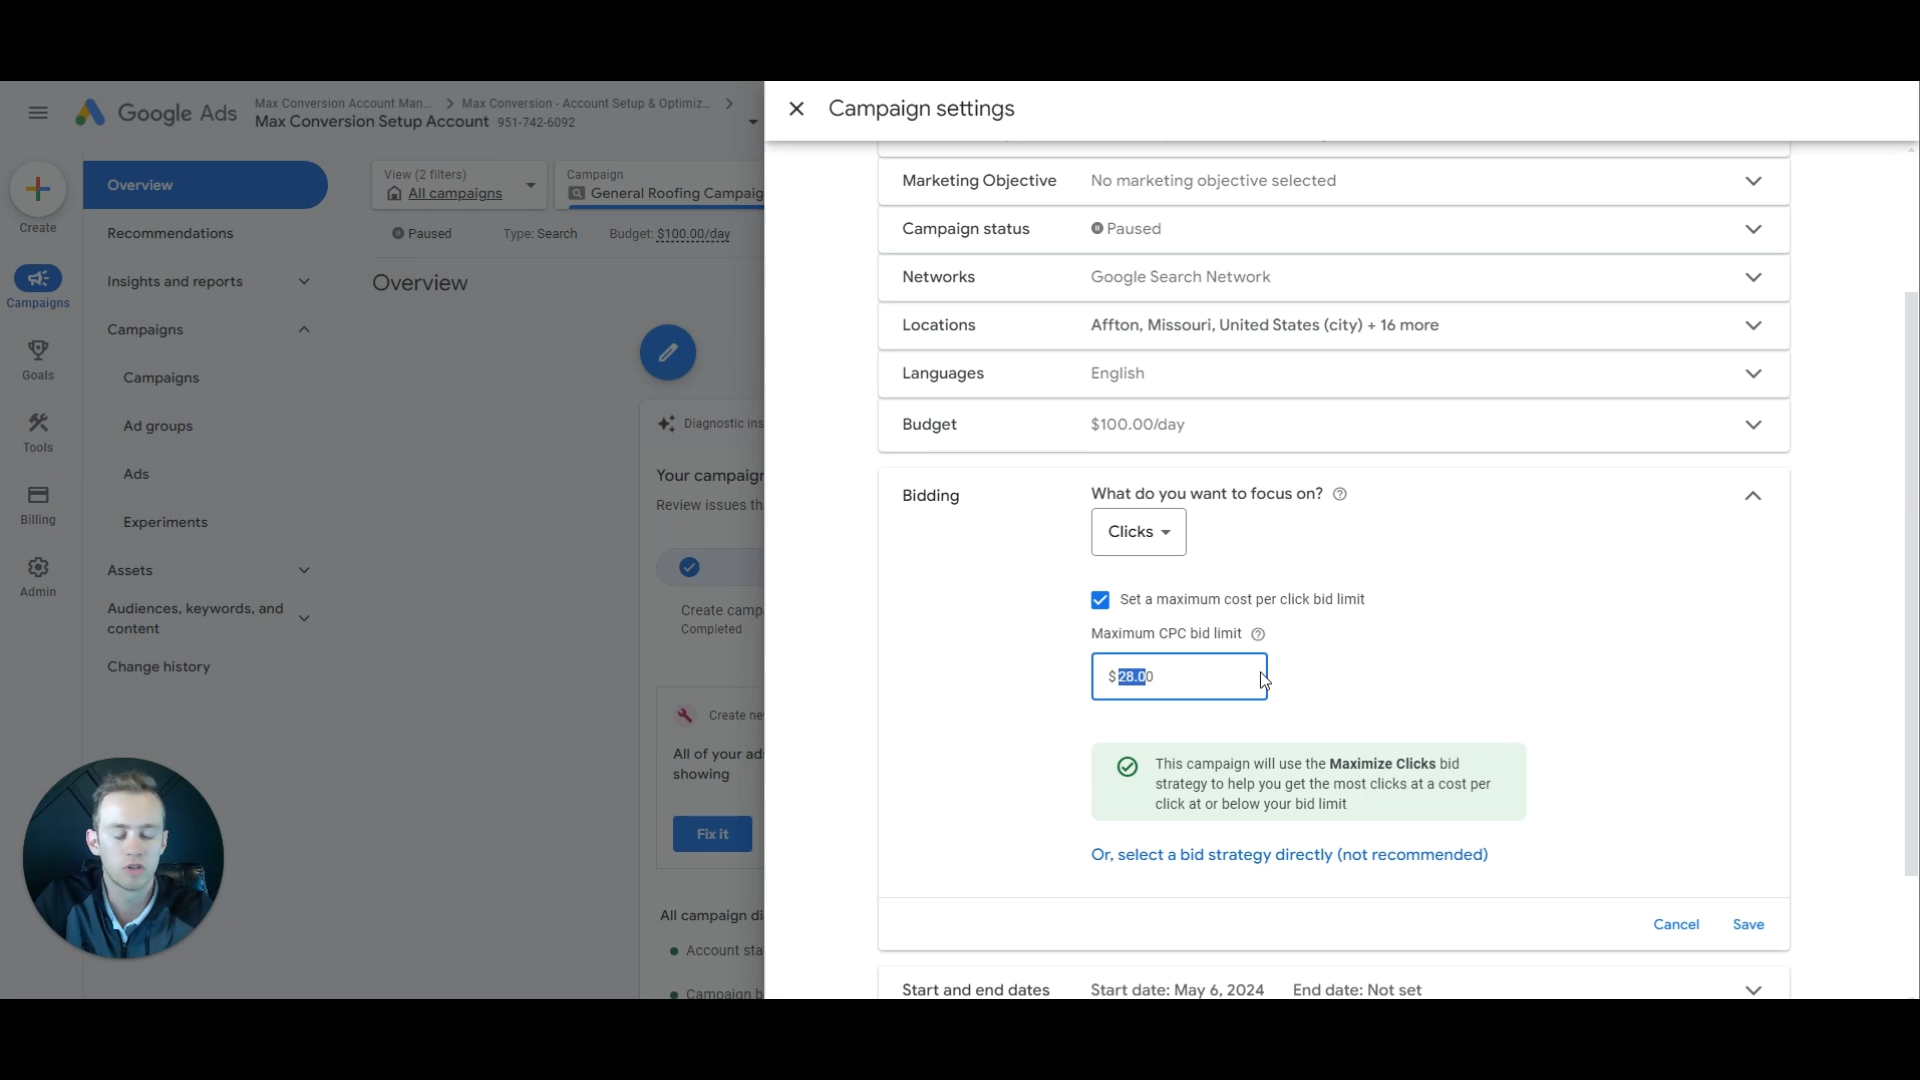 Google Ads
Max Conversion Account Man... > Max Conversion - Account Setup & Optimiz... >
Max Conversion Setup Account 951-742-6092
Create
Campaigns
Goals
Tools
Billing
Admin
Overview
Recommendations
Insights and reports
Campaigns
Campaigns
Ad groups
Ads
Experiments
Assets
Audiences, keywords, and
content
Change history
View (2 filters)
All campaigns
Campaign
General Roofing Campaig
Paused
Type: Search
Budget: $100.00/day
Overview
Diagnostic ins
Your campaign
Review issues th
Create camp
Completed
Create ne
All of your ad
showing
Fix it
All campaign di
Account sta
Campaign b
Campaign settings
Marketing Objective
No marketing objective selected
Campaign status
Paused
Networks
Google Search Network
Locations
Affton, Missouri, United States (city) + 16 more
Languages
English
Budget
$100.00/day
Bidding
What do you want to focus on?
Clicks
Set a maximum cost per click bid limit
Maximum CPC bid limit
$28.00
This campaign will use the Maximize Clicks bid
strategy to help you get the most clicks at a cost per
click at or below your bid limit
Or, select a bid strategy directly (not recommended)
Cancel
Save
Start and end dates
Start date: May 6, 2024
End date: Not set